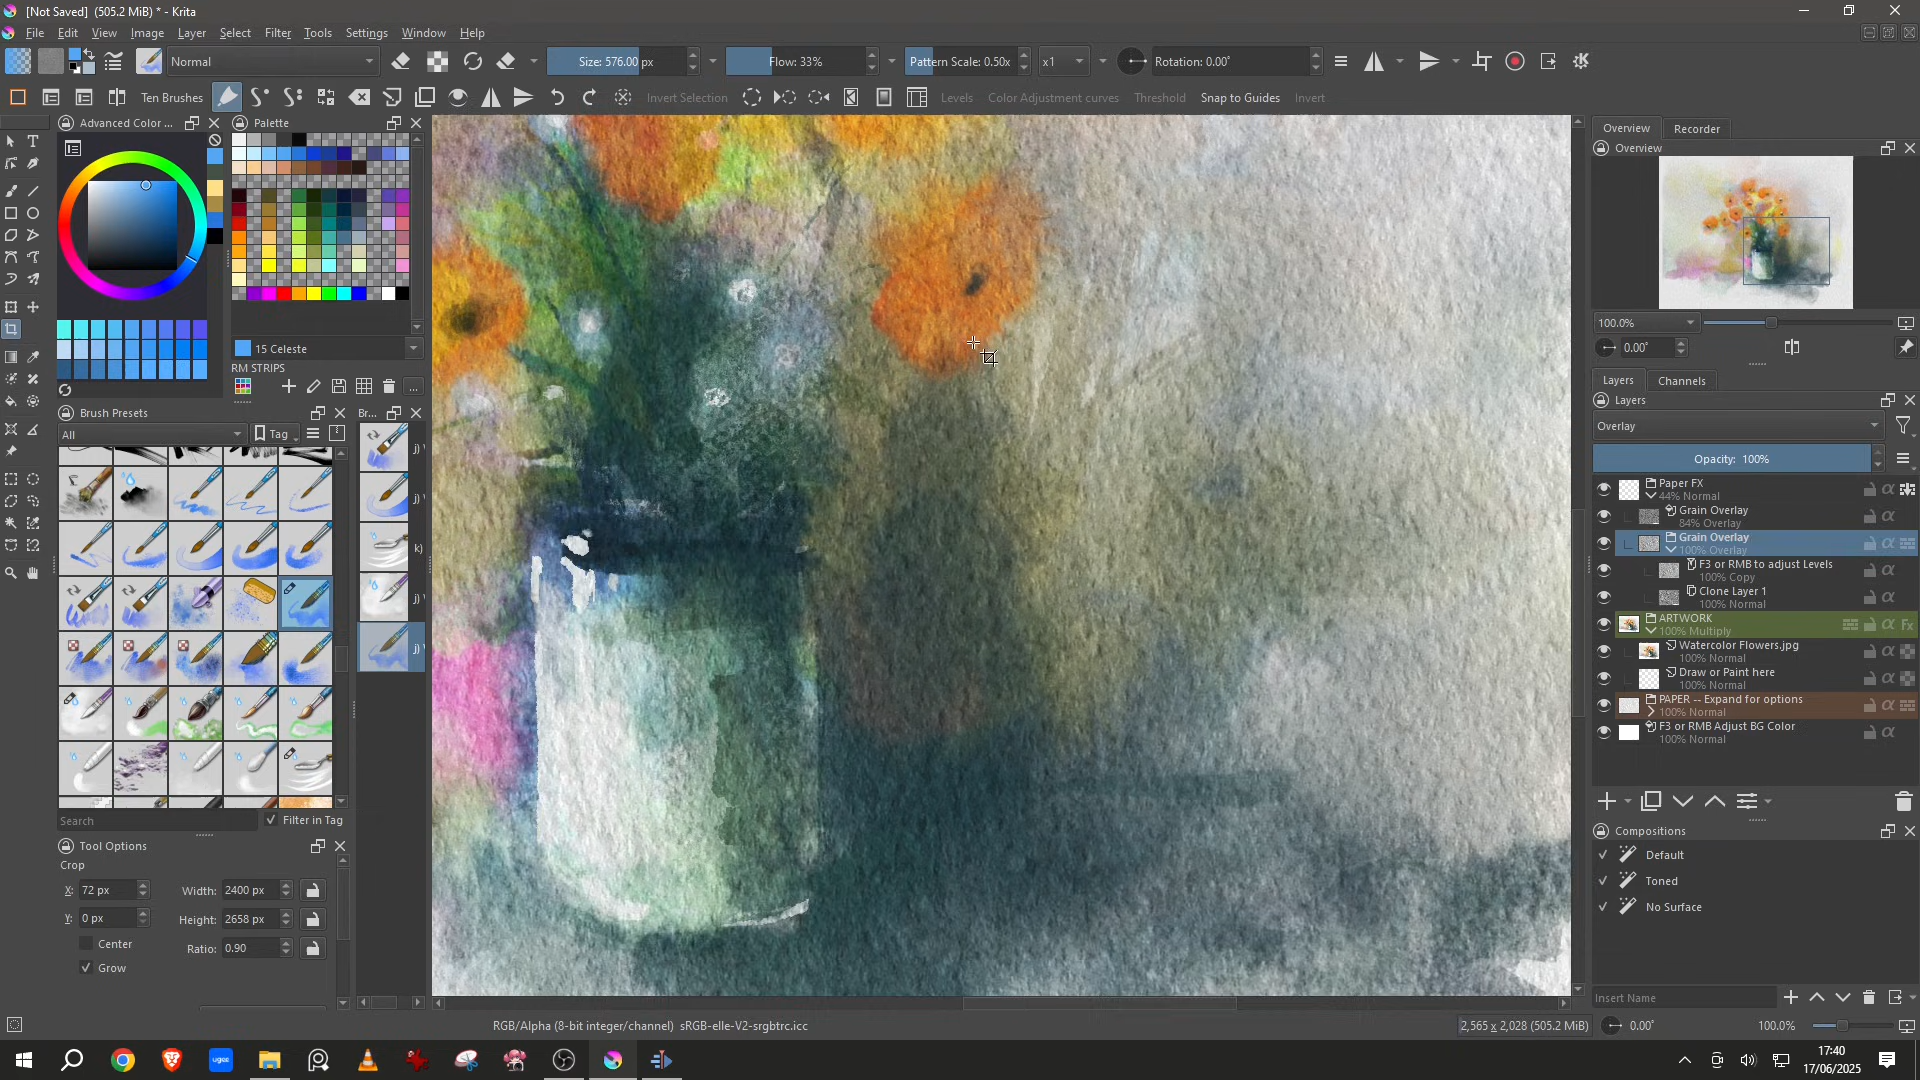 [Not Saved]  (505.2 MiB) * - Krita
File Edit View Image Layer Select Filter Tools Settings Window Help
Normal
Size: 576.00 px
Flow: 33%
Pattern Scale: 0.50x
x1
Rotation: 0.00°
Ten Brushes
Invert Selection
Levels
Color Adjustment curves
Threshold
Snap to Guides
Invert
Advanced Color ...
Palette
15 Celeste
RM STRIPS
...
Brush Presets
Br...
All
Tag
j) \
j) \
k)
j) \
j) \
Search
Filter in Tag
Tool Options
Crop
X: 72 px
Width: 2400 px
Y: 0 px
Height: 2658 px
Center
Ratio: 0.90
Grow
Overview
Recorder
Overview
100.0%
0.00°
Layers
Channels
Layers
Overlay
Opacity: 100%
Paper FX
44% Normal
Grain Overlay
84% Overlay
Grain Overlay
100% Overlay
F3 or RMB to adjust Levels
100% Copy
Clone Layer 1
100% Normal
ARTWORK
100% Multiply
Fx
Watercolor Flowers.jpg
100% Normal
Draw or Paint here
100% Normal
PAPER -- Expand for options
100% Normal
F3 or RMB Adjust BG Color
100% Normal
Compositions
Default
Toned
No Surface
Insert Name
RGB/Alpha (8-bit integer/channel)  sRGB-elle-V2-srgbtrc.icc
2,565 x 2,028 (505.2 MiB)
0.00°
100.0%
ugee
17:40
17/06/2025